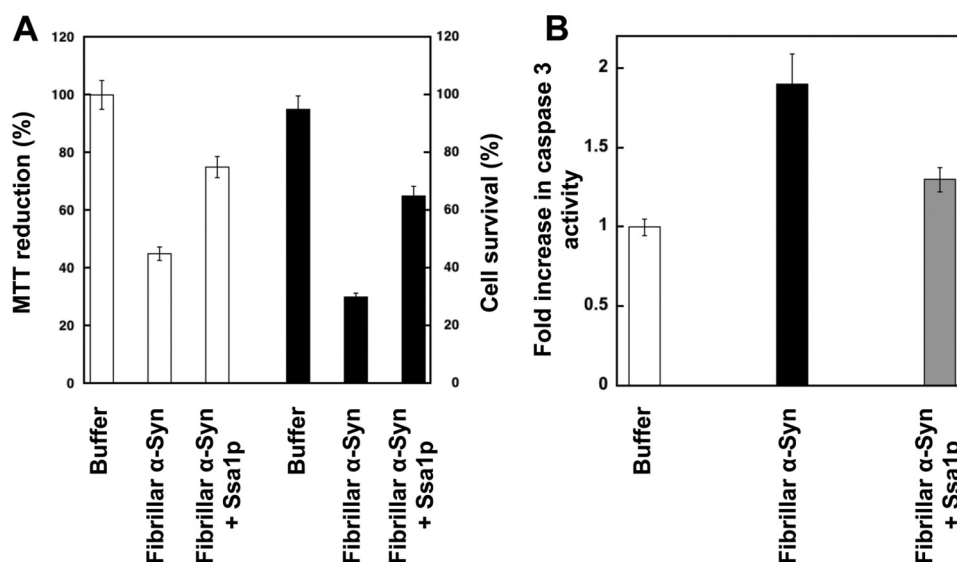 A
B
MTT reduction (%)
120
100
80
60
40
20
0
Cell survival (%)
120
100
80
60
40
20
0
Buffer
Fibrillar α-Syn
Fibrillar α-Syn
+ Ssa1p
Buffer
Fibrillar α-Syn
Fibrillar α-Syn
+ Ssa1p
Fold increase in caspase 3
activity
2
1.5
1
0.5
0
Buffer
Fibrillar α-Syn
Fibrillar α-Syn
+ Ssa1p